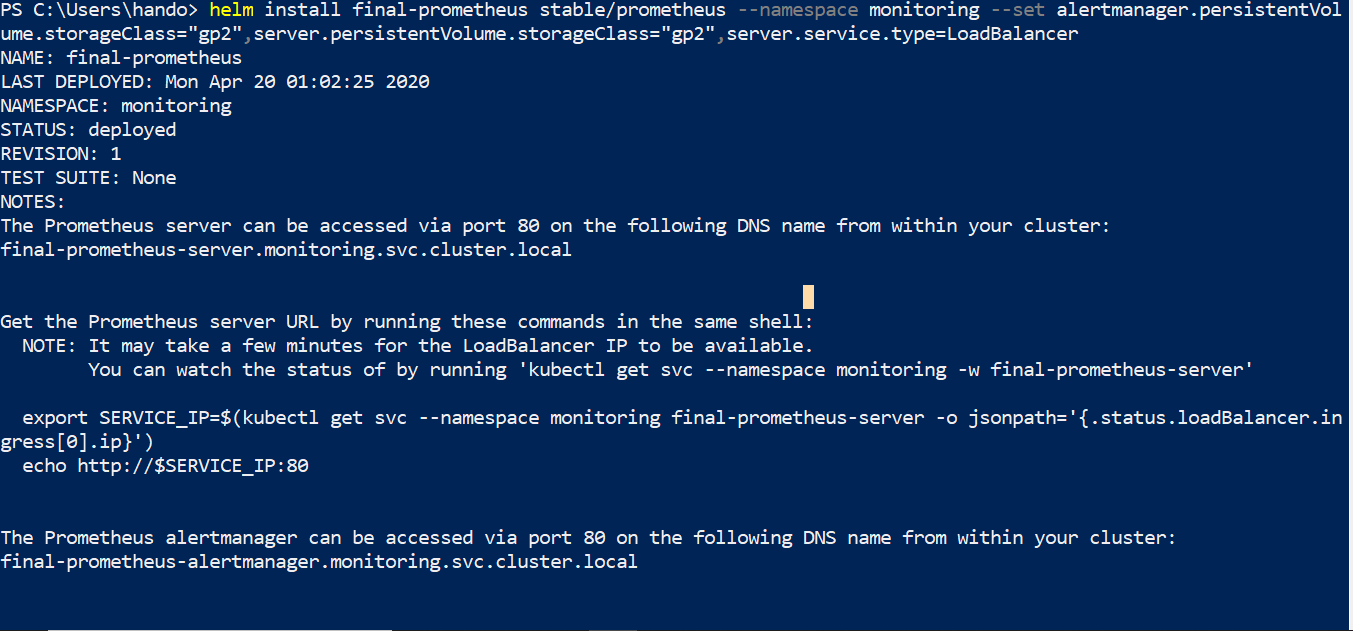 PS C:\Users\hando> helm install final-prometheus stable/prometheus --namespace monitoring --set alertmanager.persistentVol
ume.storageClass="gp2",server.persistentVolume.storageClass="gp2",server.service.type=LoadBalancer
NAME: final-prometheus
LAST DEPLOYED: Mon Apr 20 01:02:25 2020
NAMESPACE: monitoring
STATUS: deployed
REVISION: 1
TEST SUITE: None
NOTES:
The Prometheus server can be accessed via port 80 on the following DNS name from within your cluster:
final-prometheus-server.monitoring.svc.cluster.local
Get the Prometheus server URL by running these commands in the same shell:
  NOTE: It may take a few minutes for the LoadBalancer IP to be available.
        You can watch the status of by running 'kubectl get svc --namespace monitoring -w final-prometheus-server'
  export SERVICE_IP=$(kubectl get svc --namespace monitoring final-prometheus-server -o jsonpath='{.status.loadBalancer.in
gress[0].ip}')
  echo http://$SERVICE_IP:80
The Prometheus alertmanager can be accessed via port 80 on the following DNS name from within your cluster:
final-prometheus-alertmanager.monitoring.svc.cluster.local